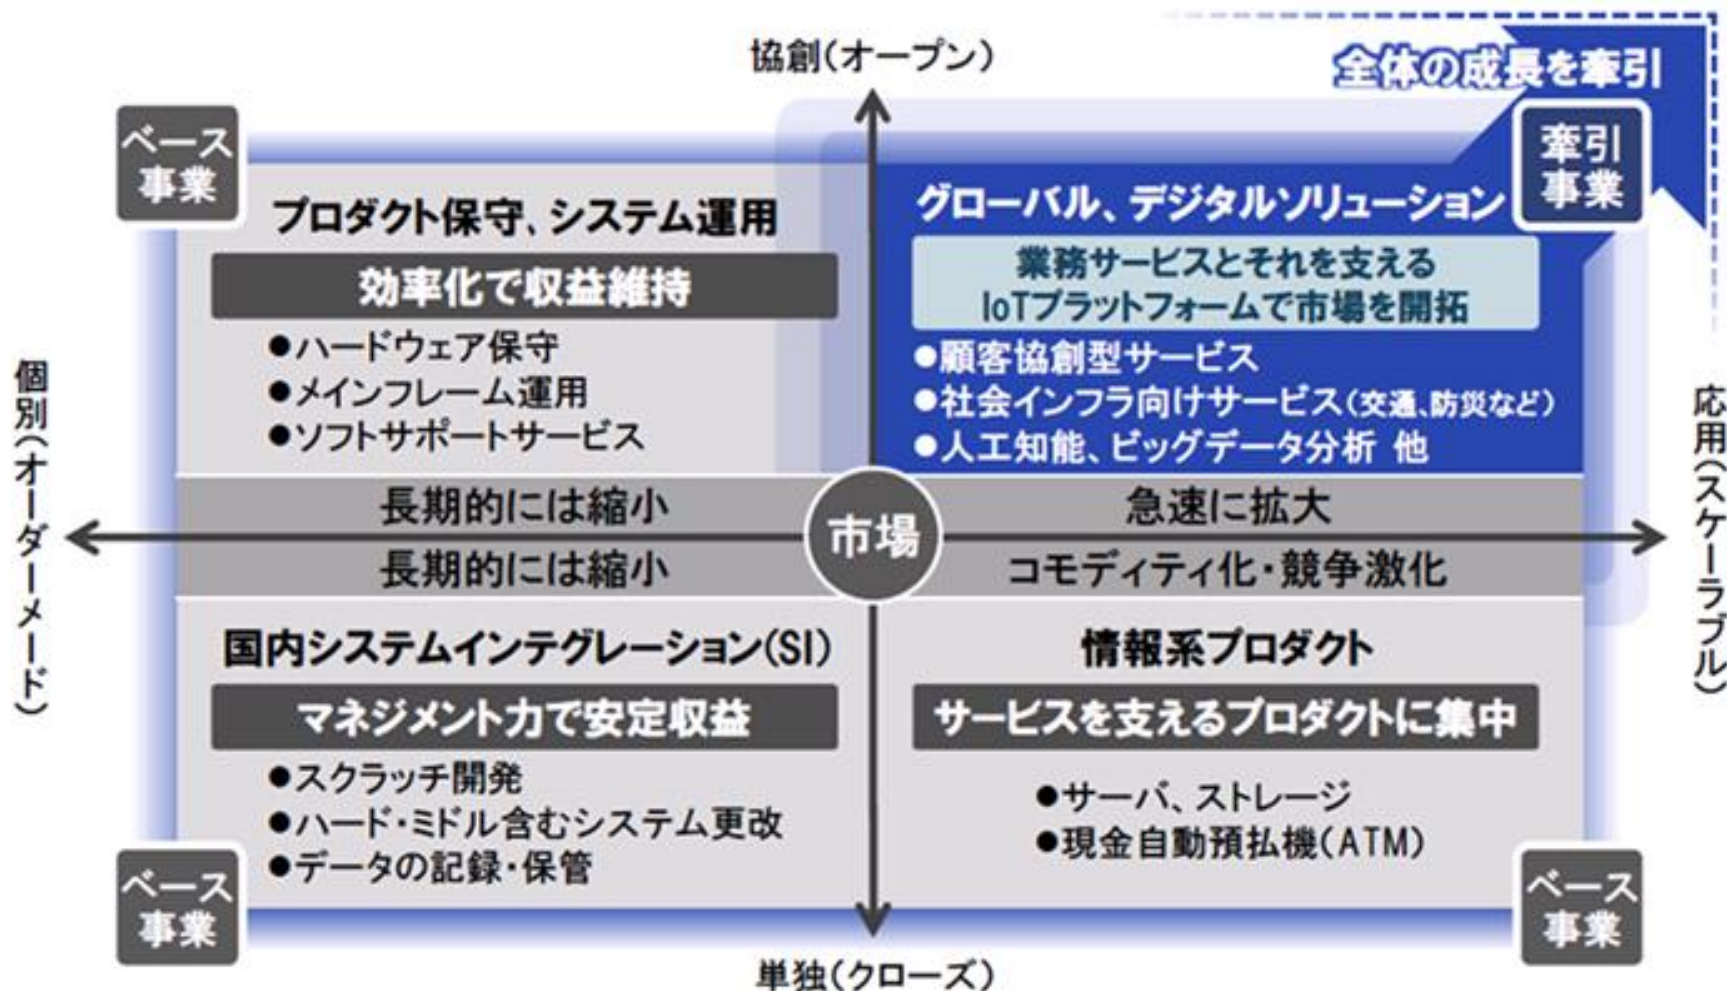 協創(オープン)
全体の成長を牽引
ベース
事業
牽引
事業
プロダクト保守、システム運用
効率化で収益維持
●ハードウェア保守
●メインフレーム運用
●ソフトサポートサービス
グローバル、デジタルソリューション
業務サービスとそれを支える
IoTプラットフォームで市場を開拓
●顧客協創型サービス
●社会インフラ向けサービス(交通、防災など)
●人工知能、ビッグデータ分析 他
個別(オーダーメード)
応用(スケーラブル)
長期的には縮小
急速に拡大
市場
長期的には縮小
コモディティ化・競争激化
国内システムインテグレーション(SI)
マネジメント力で安定収益
●スクラッチ開発
●ハード・ミドル含むシステム更改
●データの記録・保管
情報系プロダクト
サービスを支えるプロダクトに集中
●サーバ、ストレージ
●現金自動預払機(ATM)
ベース
事業
ベース
事業
単独(クローズ)